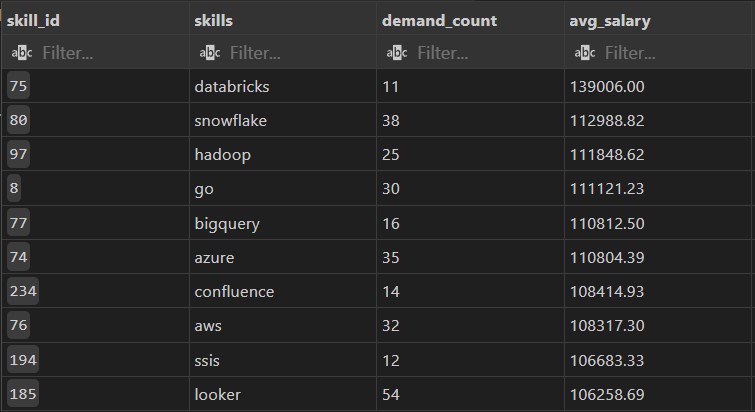 skill_id skills demand_count avg_salary
abc Filter... abc Filter... abc Filter... abc Filter...
75 databricks 11 139006.00
80 snowflake 38 112988.82
97 hadoop 25 111848.62
8 go 30 111121.23
77 bigquery 16 110812.50
74 azure 35 110804.39
234 confluence 14 108414.93
76 aws 32 108317.30
194 ssis 12 106683.33
185 looker 54 106258.69